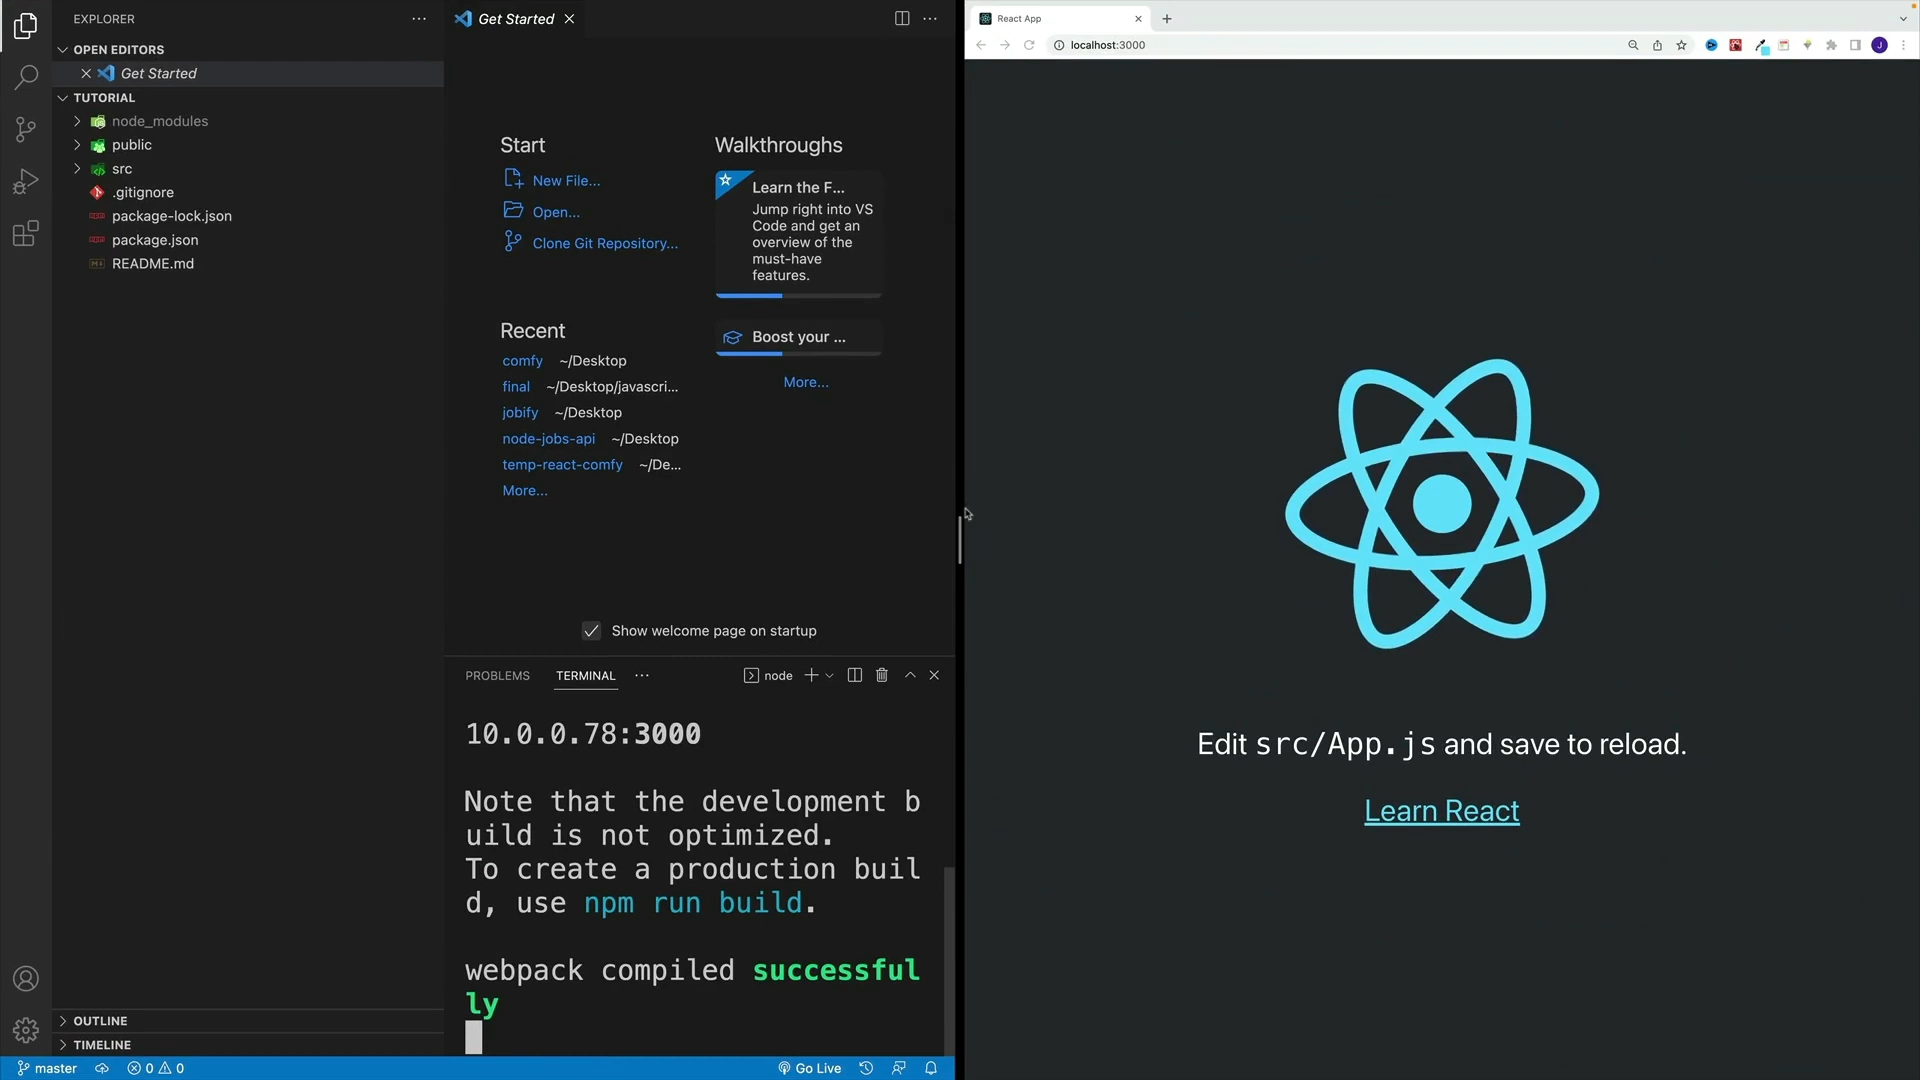 EXPLORER
OPEN EDITORS
Get Started
TUTORIAL
node_modules
public
src
.gitignore
package-lock.json
package.json
README.md
OUTLINE
TIMELINE
master
0 0
Get Started
Start
New File...
Open...
Clone Git Repository...
Recent
comfy ~/Desktop
final ~/Desktop/javascri...
jobify ~/Desktop
node-jobs-api ~/Desktop
temp-react-comfy ~/De...
More...
Walkthroughs
Learn the F...
Jump right into VS
Code and get an
overview of the
must-have
features.
Boost your ...
More...
Show welcome page on startup
PROBLEMS TERMINAL
node
10.0.0.78:3000
Note that the development b
uild is not optimized.
To create a production buil
d, use npm run build.
webpack compiled successful
ly
Go Live
React App
localhost:3000
J
Edit src/App.js and save to reload.
Learn React